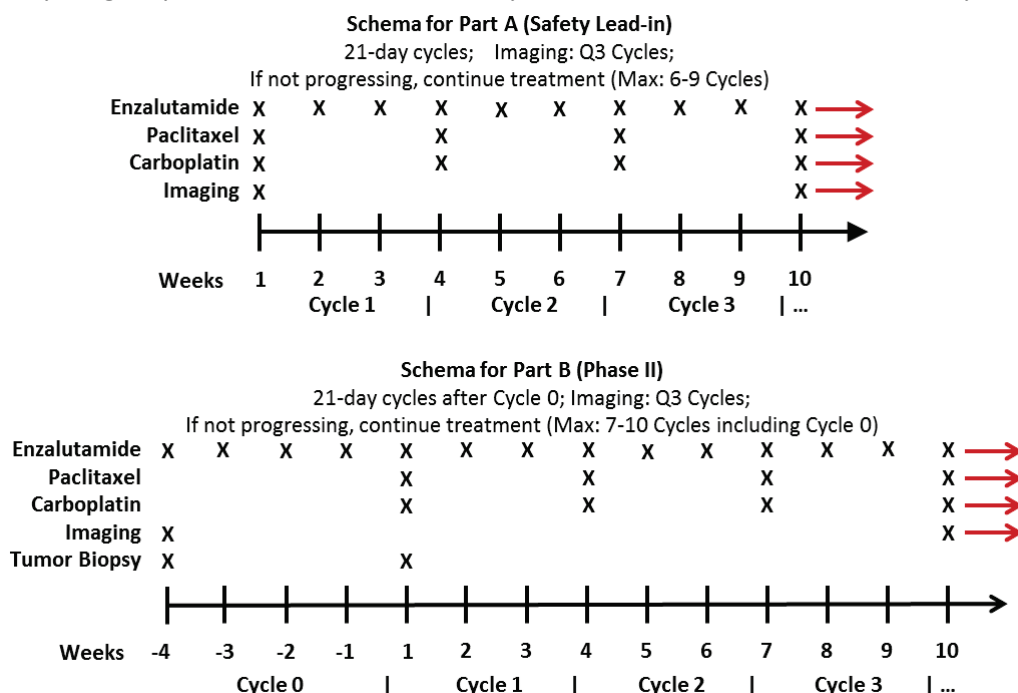 Schema for Part A (Safety Lead-in)
21-day cycles; Imaging: Q3 Cycles;
If not progressing, continue treatment (Max: 6-9 Cycles)
Enzalutamide X X X X X X X X X X
Paclitaxel X X X X
Carboplatin X X X X
Imaging X X
Weeks 1 2 3 4 5 6 7 8 9 10
Cycle 1 | Cycle 2 | Cycle 3 | ...
Schema for Part B (Phase II)
21-day cycles after Cycle 0; Imaging: Q3 Cycles;
If not progressing, continue treatment (Max: 7-10 Cycles including Cycle 0)
Enzalutamide X X X X X X X X X X X X X X
Paclitaxel X X X X
Carboplatin X X X X
Imaging X X
Tumor Biopsy X X
Weeks -4 -3 -2 -1 1 2 3 4 5 6 7 8 9 10
Cycle 0 | Cycle 1 | Cycle 2 | Cycle 3 | ...